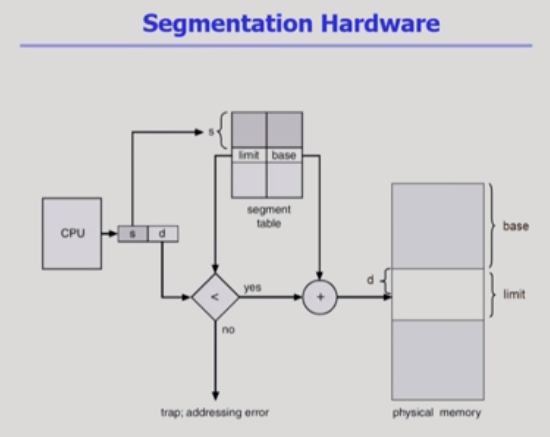 Segmentation Hardware
s
limit base
segment
table
CPU
s d
<
yes
+
no
d
base
limit
trap; addressing error
physical memory